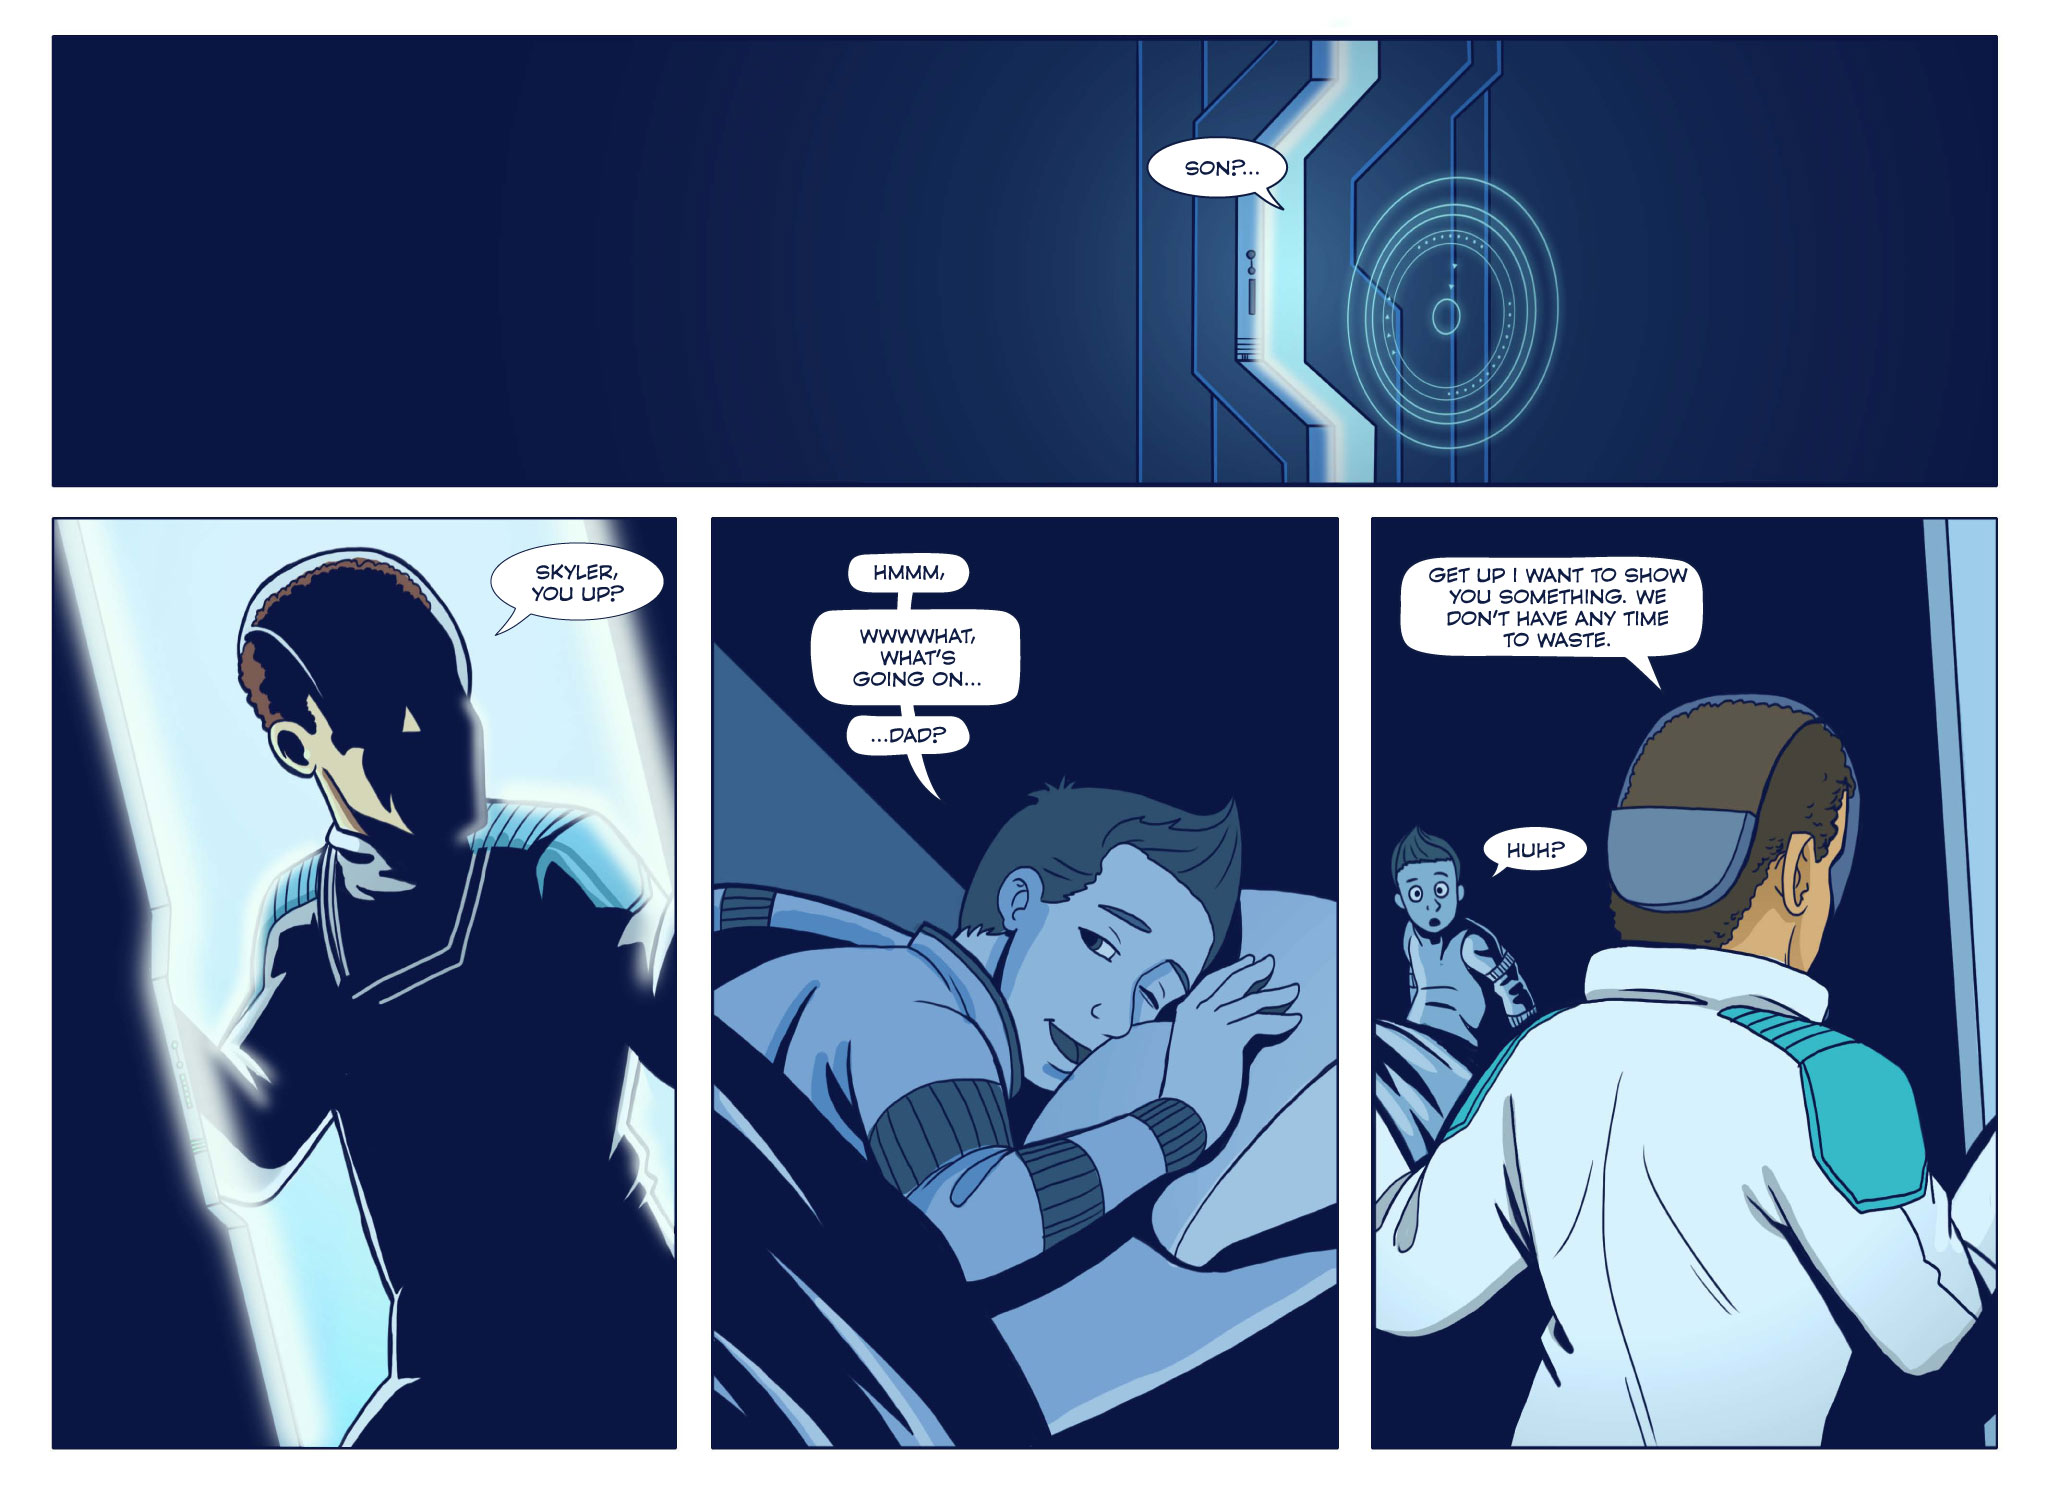 SON?...
SKYLER,
YOU UP?
HMMM,
WWWWHAT,
WHAT'S
GOING ON...
...DAD?
GET UP I WANT TO SHOW
YOU SOMETHING. WE
DON'T HAVE ANY TIME
TO WASTE.
HUH?